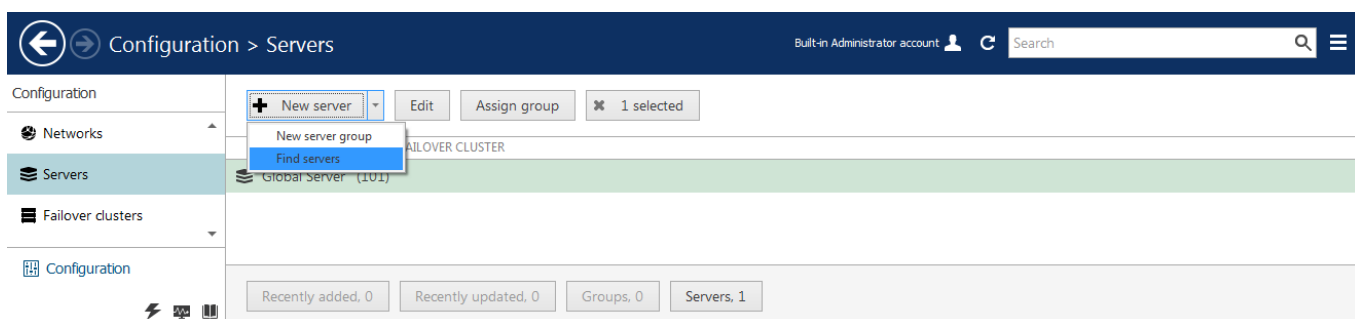 Configuration > Servers
Built-in Administrator account
Search
Configuration
New server
Edit
Assign group
1 selected
Networks
New server group
AILOVER CLUSTER
Find servers
Servers
Global Server (101)
Failover clusters
Configuration
Recently added, 0
Recently updated, 0
Groups, 0
Servers, 1